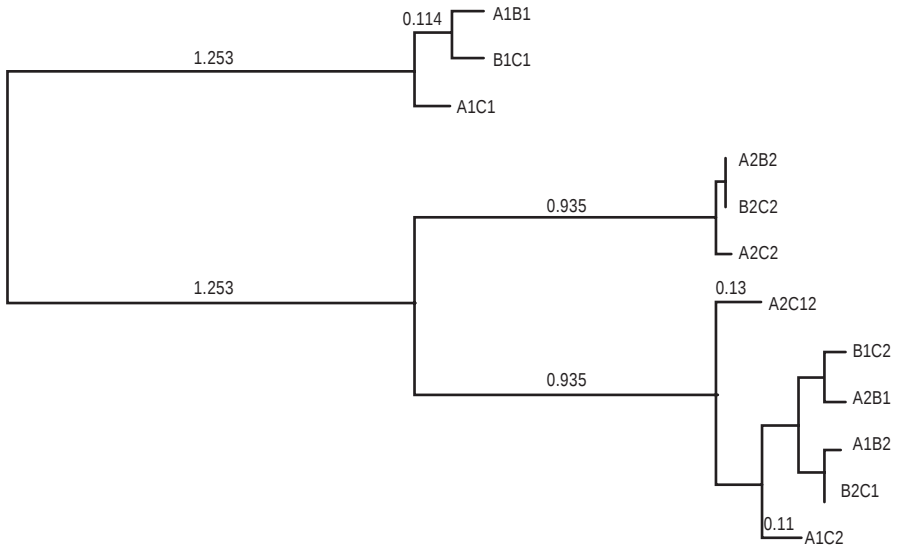 0.114
A1B1
1.253
B1C1
A1C1
A2B2
0.935
B2C2
A2C2
1.253
0.13
A2C12
B1C2
0.935
A2B1
A1B2
B2C1
0.11
A1C2